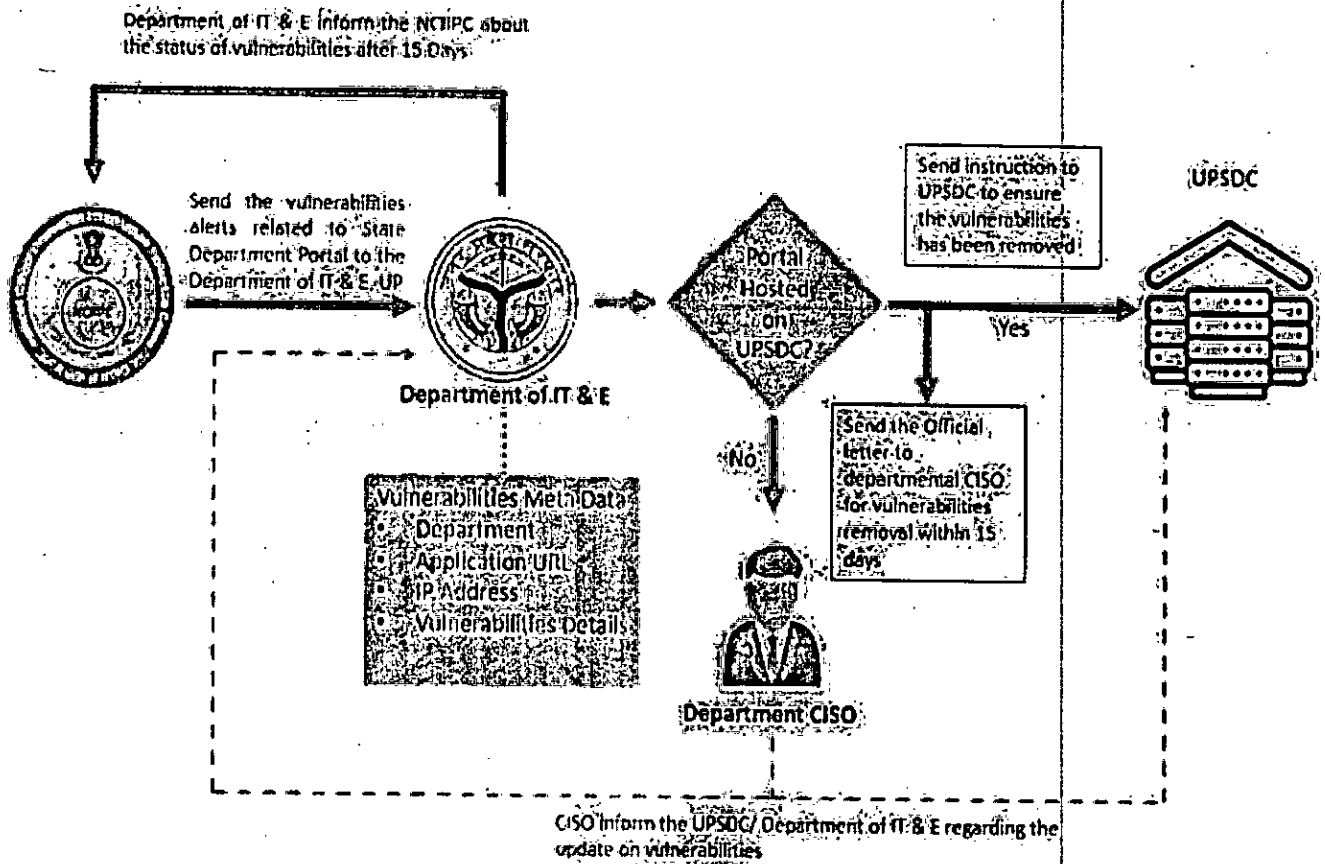 Department of IT & E inform the NCIIPC about
the status of vulnerabilities after 15 Days
Send the vulnerabilities
alerts related to State
Department Portal to the
Department of IT & E, UP
Department of IT & E
Vulnerabilities Meta Data
• Department
• Application URL
• IP Address
• Vulnerabilities Details
Portal
Hosted
on
UPSDC?
Send instruction to
UPSDC to ensure
the vulnerabilities
has been removed
UPSDC
Yes
No
Send the Official
letter to
departmental CISO
for vulnerabilities
removal within 15
days
Department CISO
CISO Inform the UPSDC/ Department of IT & E regarding the
update on vulnerabilities